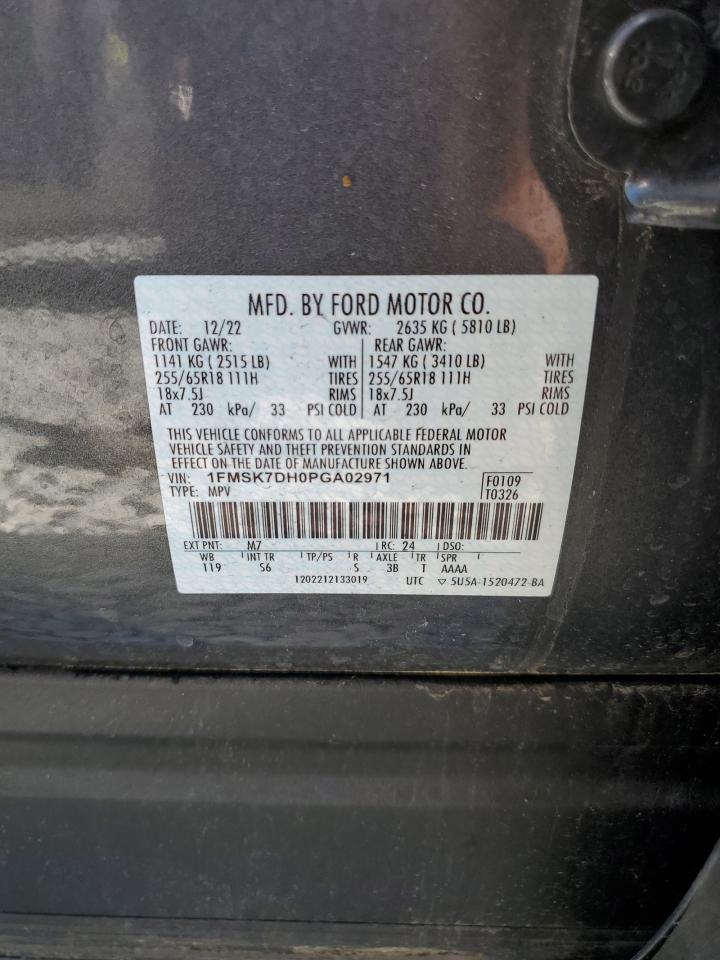 MFD. BY FORD MOTOR CO.
DATE: 12/22 GVWR: 2635 KG ( 5810 LB)
FRONT GAWR: REAR GAWR:
1141 KG ( 2515 LB) WITH 1547 KG ( 3410 LB) WITH
255/65R18 111H TIRES 255/65R18 111H TIRES
18x7.5J RIMS 18x7.5J RIMS
AT 230 kPa/ 33 PSI COLD AT 230 kPa/ 33 PSI COLD
THIS VEHICLE CONFORMS TO ALL APPLICABLE FEDERAL MOTOR
VEHICLE SAFETY AND THEFT PREVENTION STANDARDS IN
EFFECT ON THE DATE OF MANUFACTURE SHOWN ABOVE.
VIN: 1FMSK7DH0PGA02971 F0109
TYPE: MPV T0326
EXT PNT: M7 RC: 24 DSO:
WB INT TR TP/PS R AXLE TR SPR
119 S6 S 3B T AAAA
1202212133019 UTC ▽ 5U5A-1520472-BA